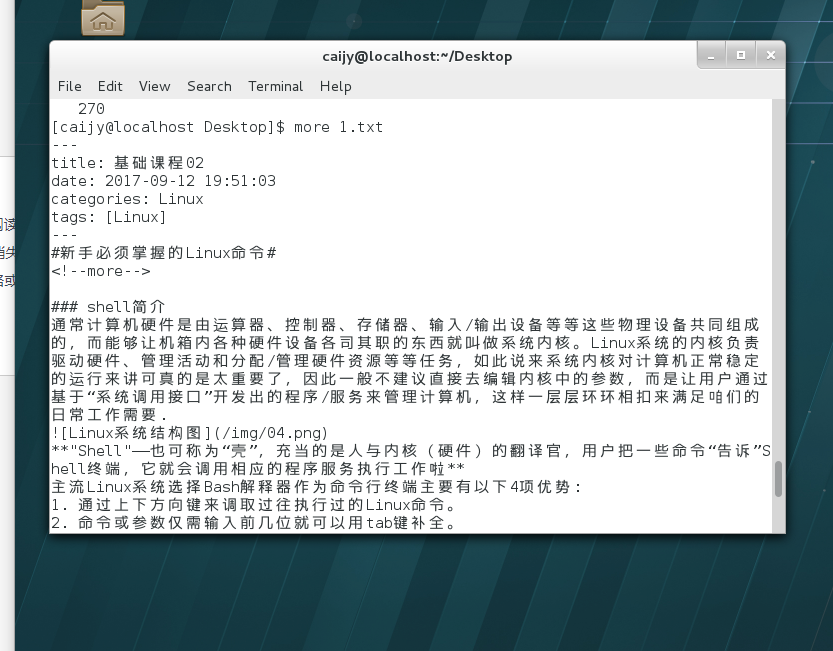 caijy@localhost:~/Desktop
File Edit View Search Terminal Help
270
[caijy@localhost Desktop]$ more 1.txt
---
title: 基础课程02
date: 2017-09-12 19:51:03
categories: Linux
tags: [Linux]
---
#新手必须掌握的Linux命令#
<!--more-->
### shell简介
通常计算机硬件是由运算器、控制器、存储器、输入/输出设备等等这些物理设备共同组成
的，而能够让机箱内各种硬件设备各司其职的东西就叫做系统内核。Linux系统的内核负责
驱动硬件、管理活动和分配/管理硬件资源等等任务，如此说来系统内核对计算机正常稳定
的运行来讲可真的是太重要了，因此一般不建议直接去编辑内核中的参数，而是让用户通过
基于“系统调用接口”开发出的程序/服务来管理计算机，这样一层层环环相扣来满足咱们的
日常工作需要.
![Linux系统结构图](/img/04.png)
**"Shell"——也可称为“壳”，充当的是人与内核（硬件）的翻译官，用户把一些命令“告诉”S
hell终端，它就会调用相应的程序服务执行工作啦**
主流Linux系统选择Bash解释器作为命令行终端主要有以下4项优势：
1. 通过上下方向键来调取过往执行过的Linux命令。
2. 命令或参数仅需输入前几位就可以用tab键补全。